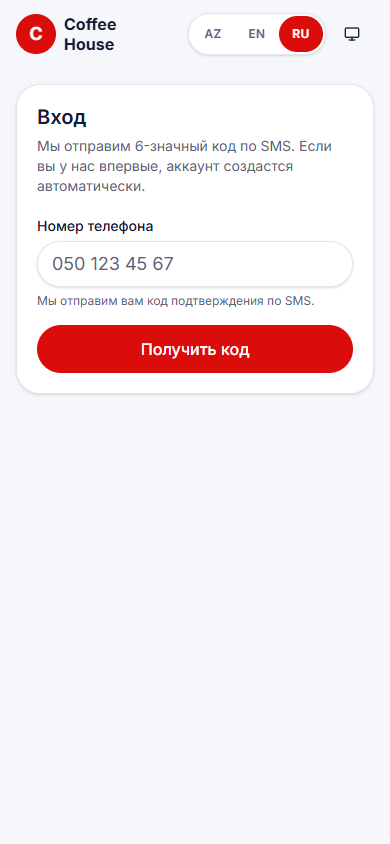 C
Coffee
House
AZ EN RU
Вход
Мы отправим 6-значный код по SMS. Если
вы у нас впервые, аккаунт создастся
автоматически.
Номер телефона
050 123 45 67
Мы отправим вам код подтверждения по SMS.
Получить код